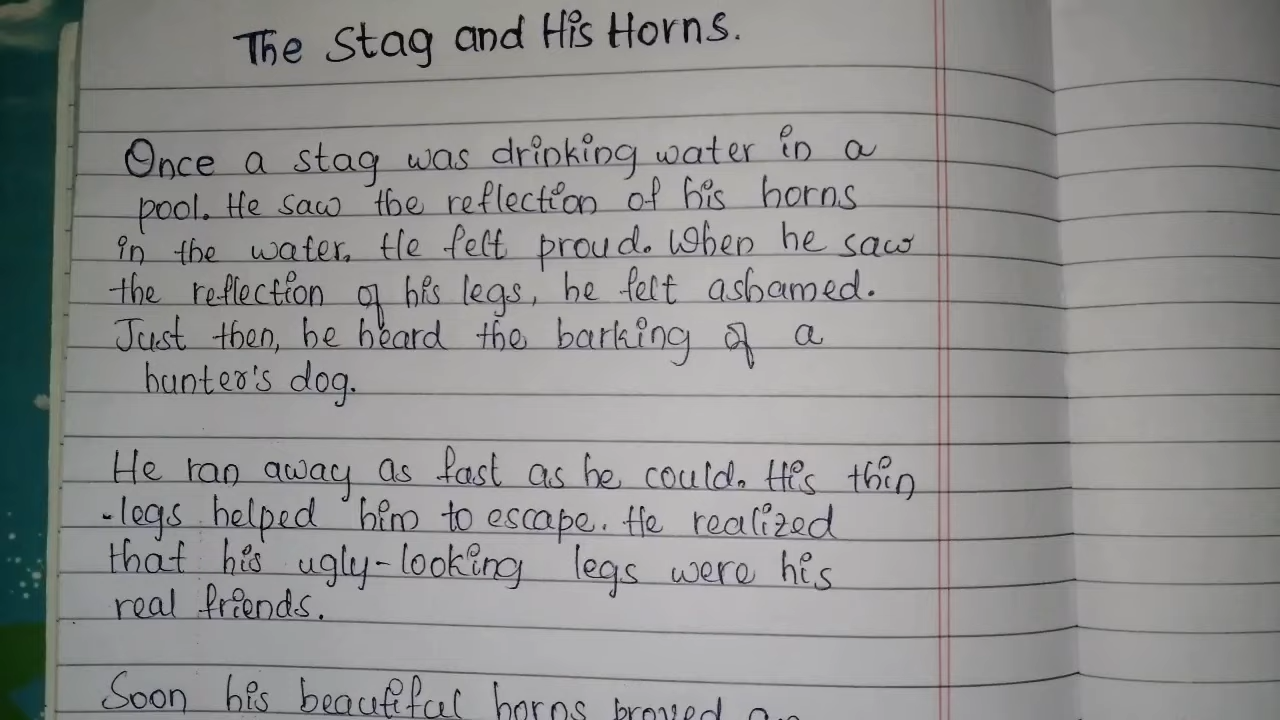 The Stag and His Horns.
Once a stag was drinking water in a
pool. He saw the reflection of his horns
in the water. He felt proud. When he saw
the reflection of his legs, he felt ashamed.
Just then, he heard the barking of a
hunter's dog.
He ran away as fast as he could. His thin
-legs helped him to escape. He realized
that his ugly-looking legs were his
real friends.
Soon his beautiful horns proved an